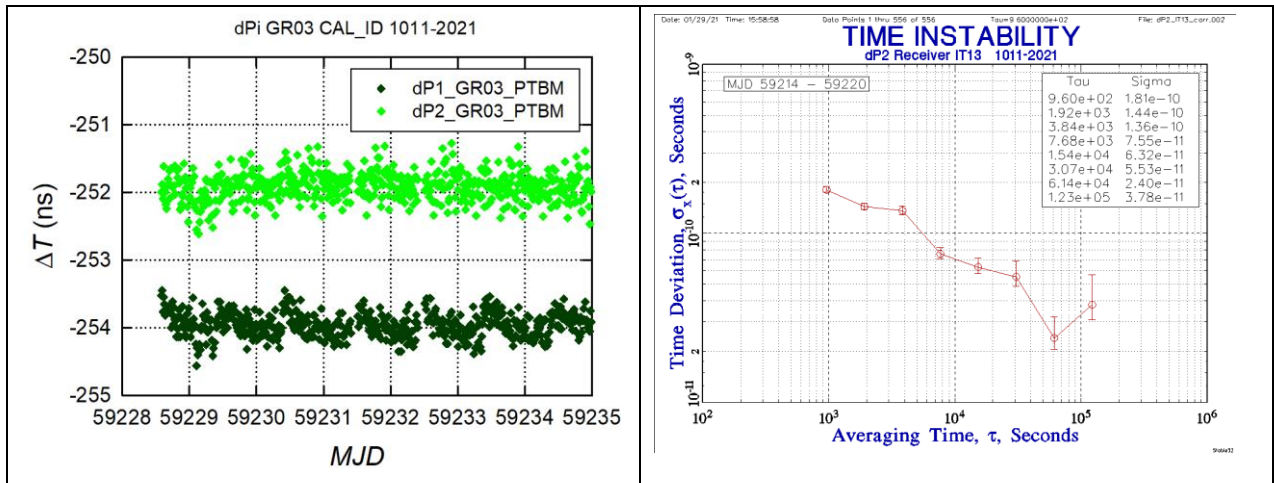 dPi GR03 CAL_ID 1011-2021
-250
-251
-252
-253
-254
-255
ΔT (ns)
dP1_GR03_PTBM
dP2_GR03_PTBM
59228 59229 59230 59231 59232 59233 59234 59235
MJD
Date: 01/29/21 Time: 15:58:58 Data Points 1 thru 556 of 556 Tau=9.6000000e+02 File: dP2_IT13_corr.002
TIME INSTABILITY
dP2 Receiver IT13 1011-2021
MJD 59214 – 59220
Tau Sigma
9.60e+02 1.81e-10
1.92e+03 1.44e-10
3.84e+03 1.36e-10
7.68e+03 7.55e-11
1.54e+04 6.32e-11
3.07e+04 5.53e-11
6.14e+04 2.40e-11
1.23e+05 3.78e-11
Time Deviation, σx(τ), Seconds
10⁻⁹
2
10⁻¹⁰
2
10⁻¹¹
10² 10³ 10⁴ 10⁵ 10⁶
Averaging Time, τ, Seconds
Stable32